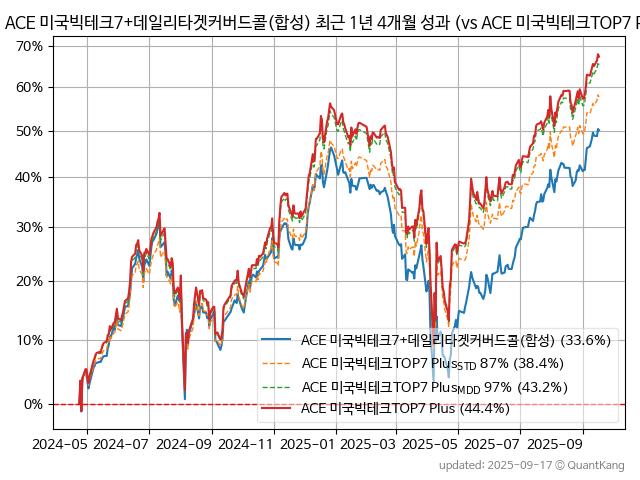 ACE 미국빅테크7+데일리타겟커버드콜(합성) 최근 1년 4개월 성과 (vs ACE 미국빅테크TOP7 P
70%
60%
50%
40%
30%
20%
10%
0%
ACE 미국빅테크7+데일리타겟커버드콜(합성) (33.6%)
ACE 미국빅테크TOP7 PlusSTD 87% (38.4%)
ACE 미국빅테크TOP7 PlusMDD 97% (43.2%)
ACE 미국빅테크TOP7 Plus (44.4%)
2024-05 2024-07 2024-09 2024-11 2025-01 2025-03 2025-05 2025-07 2025-09
updated: 2025-09-17 © QuantKang